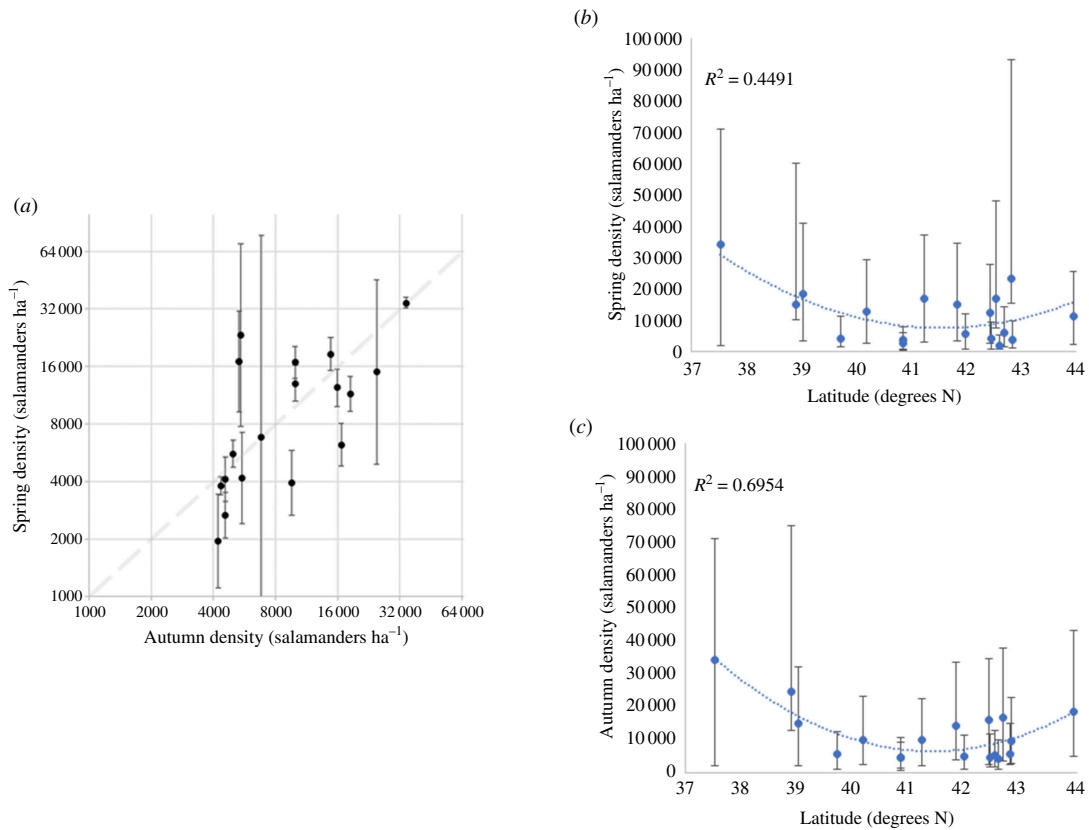 (a)
Spring density (salamanders ha⁻¹)
64 000
32 000
16 000
8000
4000
2000
1000
1000 2000 4000 8000 16 000 32 000 64 000
Autumn density (salamanders ha⁻¹)
(b)
Spring density (salamanders ha⁻¹)
100 000
90 000
80 000
70 000
60 000
50 000
40 000
30 000
20 000
10 000
0
R² = 0.4491
37 38 39 40 41 42 43 44
Latitude (degrees N)
(c)
Autumn density (salamanders ha⁻¹)
100 000
90 000
80 000
70 000
60 000
50 000
40 000
30 000
20 000
10 000
0
R² = 0.6954
37 38 39 40 41 42 43 44
Latitude (degrees N)